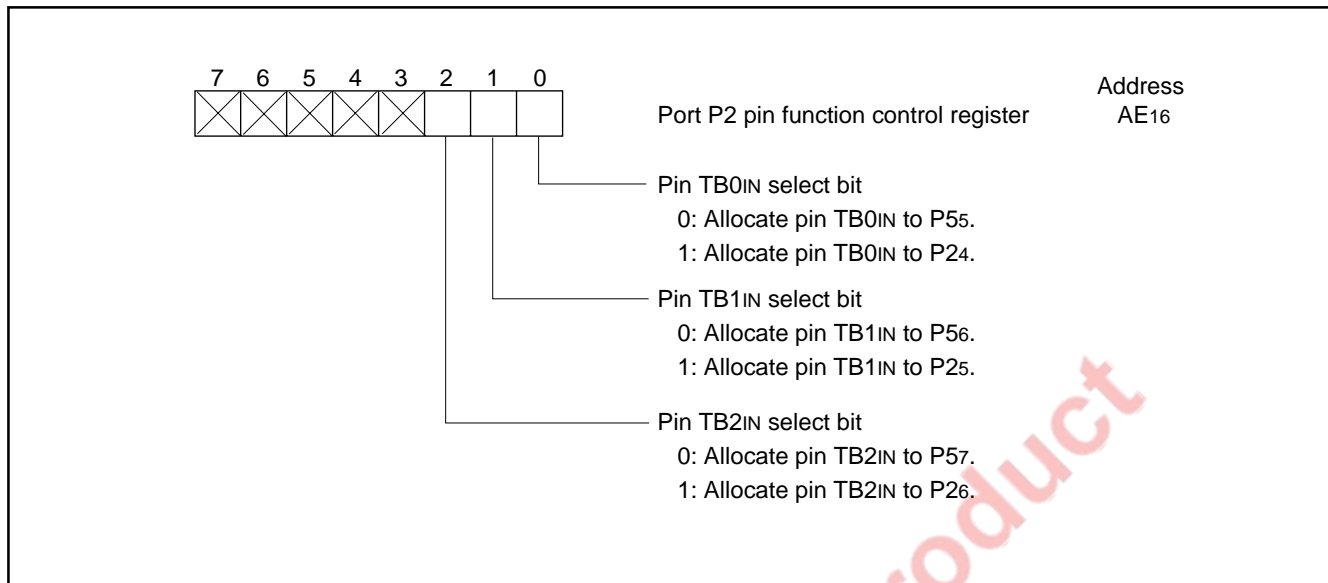 7 6 5 4 3 2 1 0
Address
Port P2 pin function control register AE16
Pin TB0IN select bit
0: Allocate pin TB0IN to P55.
1: Allocate pin TB0IN to P24.
Pin TB1IN select bit
0: Allocate pin TB1IN to P56.
1: Allocate pin TB1IN to P25.
Pin TB2IN select bit
0: Allocate pin TB2IN to P57.
1: Allocate pin TB2IN to P26.
oduct